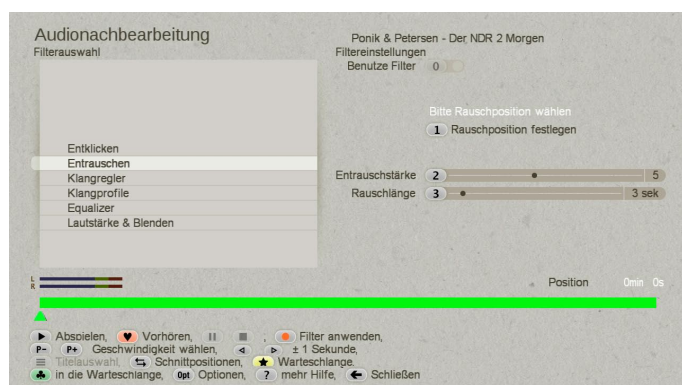 Audionachbearbeitung
Ponik & Petersen - Der NDR 2 Morgen
Filterauswahl
Filtereinstellungen
Benutze Filter 0
Bitte Rauschposition wählen
1 Rauschposition festlegen
Entklicken
Entrauschen
Klangregler
Klangprofile
Equalizer
Lautstärke & Blenden
Entrauschstärke 2 5
Rauschlänge 3 3 sek
L
R
Position 0min 0s
Abspielen, Vorhören, , Filter anwenden,
P- P+ Geschwindigkeit wählen, ± 1 Sekunde,
Titelauswahl, Schnittpositionen, Warteschlange,
in die Warteschlange, Opt Optionen, ? mehr Hilfe, Schließen